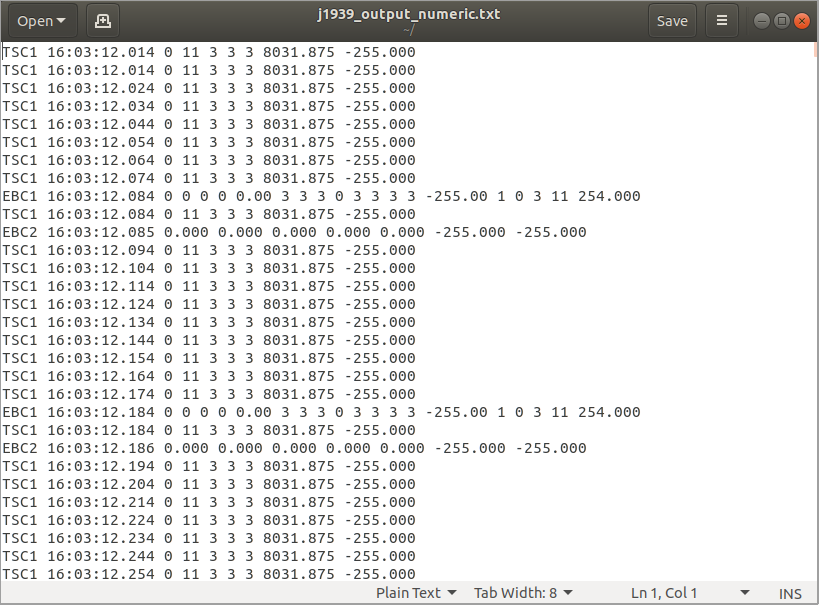 Open
j1939_output_numeric.txt
~/
Save
TSC1 16:03:12.014 0 11 3 3 3 8031.875 -255.000
TSC1 16:03:12.014 0 11 3 3 3 8031.875 -255.000
TSC1 16:03:12.024 0 11 3 3 3 8031.875 -255.000
TSC1 16:03:12.034 0 11 3 3 3 8031.875 -255.000
TSC1 16:03:12.044 0 11 3 3 3 8031.875 -255.000
TSC1 16:03:12.054 0 11 3 3 3 8031.875 -255.000
TSC1 16:03:12.064 0 11 3 3 3 8031.875 -255.000
TSC1 16:03:12.074 0 11 3 3 3 8031.875 -255.000
EBC1 16:03:12.084 0 0 0 0 0.00 3 3 3 0 3 3 3 3 -255.00 1 0 3 11 254.000
TSC1 16:03:12.084 0 11 3 3 3 8031.875 -255.000
EBC2 16:03:12.085 0.000 0.000 0.000 0.000 0.000 -255.000 -255.000
TSC1 16:03:12.094 0 11 3 3 3 8031.875 -255.000
TSC1 16:03:12.104 0 11 3 3 3 8031.875 -255.000
TSC1 16:03:12.114 0 11 3 3 3 8031.875 -255.000
TSC1 16:03:12.124 0 11 3 3 3 8031.875 -255.000
TSC1 16:03:12.134 0 11 3 3 3 8031.875 -255.000
TSC1 16:03:12.144 0 11 3 3 3 8031.875 -255.000
TSC1 16:03:12.154 0 11 3 3 3 8031.875 -255.000
TSC1 16:03:12.164 0 11 3 3 3 8031.875 -255.000
TSC1 16:03:12.174 0 11 3 3 3 8031.875 -255.000
EBC1 16:03:12.184 0 0 0 0 0.00 3 3 3 0 3 3 3 3 -255.00 1 0 3 11 254.000
TSC1 16:03:12.184 0 11 3 3 3 8031.875 -255.000
EBC2 16:03:12.186 0.000 0.000 0.000 0.000 0.000 -255.000 -255.000
TSC1 16:03:12.194 0 11 3 3 3 8031.875 -255.000
TSC1 16:03:12.204 0 11 3 3 3 8031.875 -255.000
TSC1 16:03:12.214 0 11 3 3 3 8031.875 -255.000
TSC1 16:03:12.224 0 11 3 3 3 8031.875 -255.000
TSC1 16:03:12.234 0 11 3 3 3 8031.875 -255.000
TSC1 16:03:12.244 0 11 3 3 3 8031.875 -255.000
TSC1 16:03:12.254 0 11 3 3 3 8031.875 -255.000
Plain Text Tab Width: 8 Ln 1, Col 1 INS